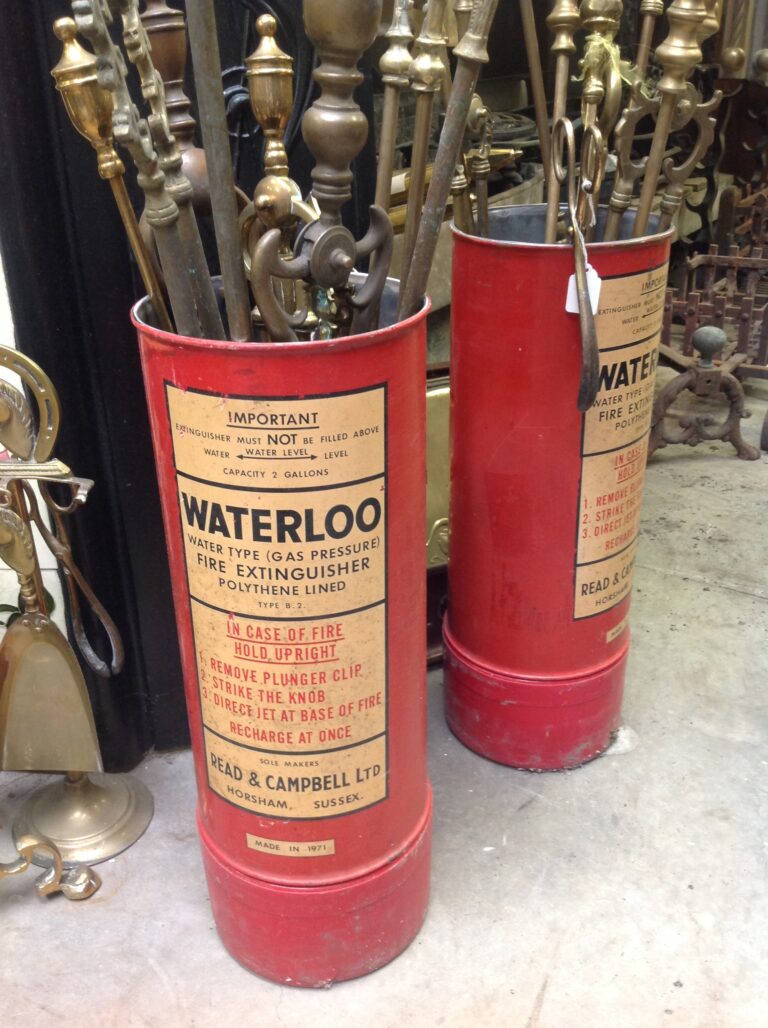 IMPORTANT
EXTINGUISHER MUST NOT BE FILLED ABOVE
WATER WATER LEVEL LEVEL
CAPACITY 2 GALLONS
WATERLOO
WATER TYPE (GAS PRESSURE)
FIRE EXTINGUISHER
POLYTHENE LINED
TYPE B.2.
IN CASE OF FIRE
HOLD UPRIGHT
1. REMOVE PLUNGER CLIP
2. STRIKE THE KNOB
3. DIRECT JET AT BASE OF FIRE
RECHARGE AT ONCE
SOLE MAKERS
READ & CAMPBELL LTD
HORSHAM, SUSSEX.
MADE IN 1971
EXTINGUISHER MUST
WATER
WATER TYPE
FIRE
POLYTHENE
IN CASE
HOLD
1. REMOVE
2. STRIKE THE
3. DIRECT JET
RECHARGE
READ &
HORSHAM